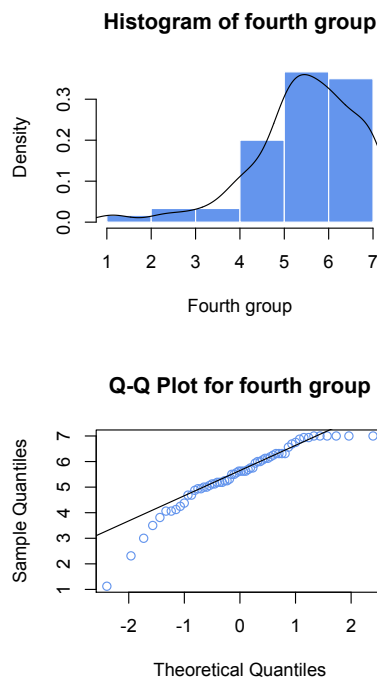 Histogram of fourth group
Density
0.0 0.1 0.2 0.3
1 2 3 4 5 6 7
Fourth group
Q-Q Plot for fourth group
Sample Quantiles
1 2 3 4 5 6 7
-2 -1 0 1 2
Theoretical Quantiles